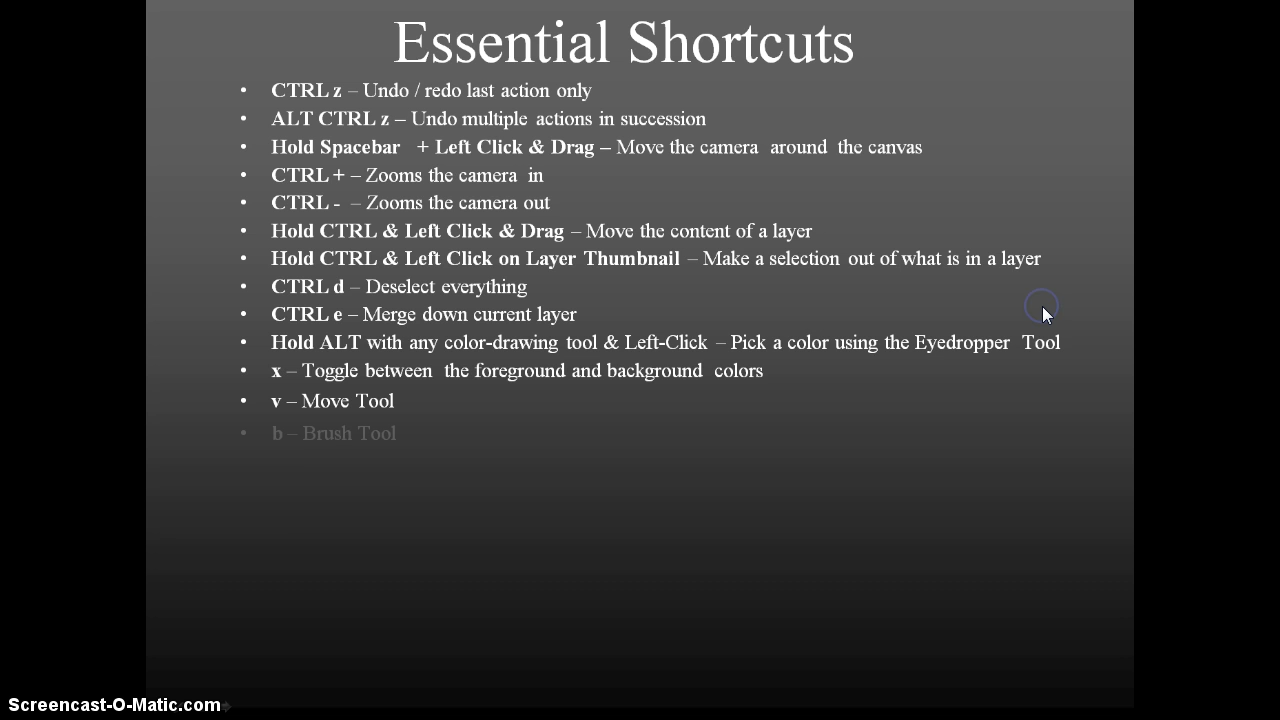 Essential Shortcuts
• CTRL z – Undo / redo last action only
• ALT CTRL z – Undo multiple actions in succession
• Hold Spacebar + Left Click & Drag – Move the camera around the canvas
• CTRL + – Zooms the camera in
• CTRL - – Zooms the camera out
• Hold CTRL & Left Click & Drag – Move the content of a layer
• Hold CTRL & Left Click on Layer Thumbnail – Make a selection out of what is in a layer
• CTRL d – Deselect everything
• CTRL e – Merge down current layer
• Hold ALT with any color-drawing tool & Left-Click – Pick a color using the Eyedropper Tool
• x – Toggle between the foreground and background colors
• v – Move Tool
• b – Brush Tool
Screencast-O-Matic.com